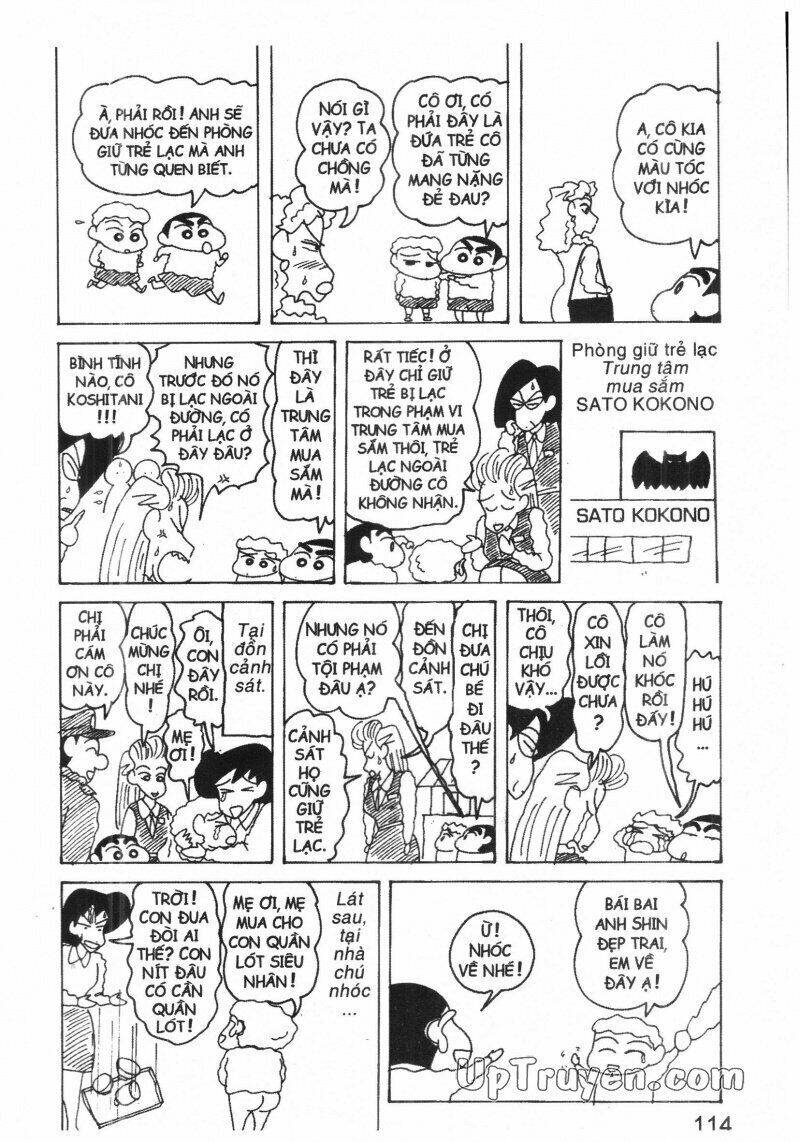 A, CÔ KIA
CÓ CÙNG
MÀU TÓC
VỚI NHÓC
KÌA!
CÔ ƠI, CÓ
PHẢI ĐÂY LÀ
ĐỨA TRẺ CÔ
ĐÃ TỪNG
MANG NẶNG
ĐẺ ĐAU?
NÓI GÌ
VẬY? TA
CHƯA CÓ
CHỒNG
MÀ!
À, PHẢI RỒI! ANH SẼ
ĐƯA NHÓC ĐẾN PHÒNG
GIỮ TRẺ LẠC MÀ ANH
TỪNG QUEN BIẾT.
Phòng giữ trẻ lạc
Trung tâm
mua sắm
SATO KOKONO
SATO KOKONO
RẤT TIẾC! Ở
ĐÂY CHỈ GIỮ
TRẺ BỊ LẠC
TRONG PHẠM VI
TRUNG TÂM MUA
SẮM THÔI, TRẺ
LẠC NGOÀI
ĐƯỜNG CÔ
KHÔNG NHẬN.
THÌ
ĐÂY
LÀ
TRUNG
TÂM
MUA
SẮM
MÀ!
NHƯNG
TRƯỚC ĐÓ NÓ
BỊ LẠC NGOÀI
ĐƯỜNG, CÓ
PHẢI LẠC Ở
ĐÂY ĐÂU?
BÌNH TĨNH
NÀO, CÔ
KOSHITANI
!!!
HÚ
HÚ
HÚ
...
CÔ
LÀM
NÓ
KHÓC
RỒI
ĐẤY!
CÔ
XIN
LỖI
ĐƯỢC
CHƯA
?
THÔI,
CÔ
CHỊU
KHÓ
VẬY...
CHỊ
ĐƯA
CHÚ
BÉ
ĐI
ĐÂU
THẾ
?
ĐẾN
ĐỒN
CẢNH
SÁT.
NHƯNG NÓ
CÓ PHẢI
TỘI PHẠM
ĐÂU Ạ?
CẢNH
SÁT
HỌ
CŨNG
GIỮ
TRẺ
LẠC.
Tại
đồn
cảnh
sát.
ÔI,
CON
ĐÂY
RỒI.
MẸ
ƠI!
CHÚC
MỪNG
CHỊ
NHÉ!
CHỊ
PHẢI
CÁM
ƠN CÔ
NÀY.
BÁI BAI
ANH SHIN
ĐẸP TRAI,
EM VỀ
ĐÂY Ạ!
Ừ!
NHÓC
VỀ NHÉ!
Lát
sau,
tại
nhà
chú
nhóc
...
MẸ ƠI, MẸ
MUA CHO
CON QUẦN
LÓT SIÊU
NHÂN!
TRỜI!
CON ĐUA
ĐÒI AI
THẾ? CON
NÍT ĐÂU
CÓ CẦN
QUẦN
LÓT!
UpTruyen.com
114